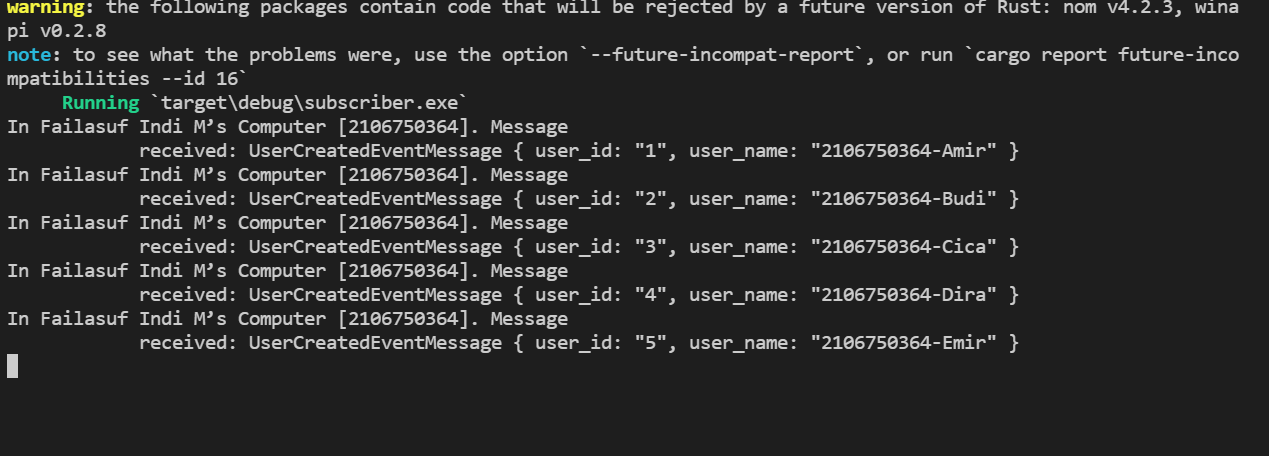 warning: the following packages contain code that will be rejected by a future version of Rust: nom v4.2.3, wina
pi v0.2.8
note: to see what the problems were, use the option `--future-incompat-report`, or run `cargo report future-inco
mpatibilities --id 16`
     Running `target\debug\subscriber.exe`
In Failasuf Indi M’s Computer [2106750364]. Message
            received: UserCreatedEventMessage { user_id: "1", user_name: "2106750364-Amir" }
In Failasuf Indi M’s Computer [2106750364]. Message
            received: UserCreatedEventMessage { user_id: "2", user_name: "2106750364-Budi" }
In Failasuf Indi M’s Computer [2106750364]. Message
            received: UserCreatedEventMessage { user_id: "3", user_name: "2106750364-Cica" }
In Failasuf Indi M’s Computer [2106750364]. Message
            received: UserCreatedEventMessage { user_id: "4", user_name: "2106750364-Dira" }
In Failasuf Indi M’s Computer [2106750364]. Message
            received: UserCreatedEventMessage { user_id: "5", user_name: "2106750364-Emir" }